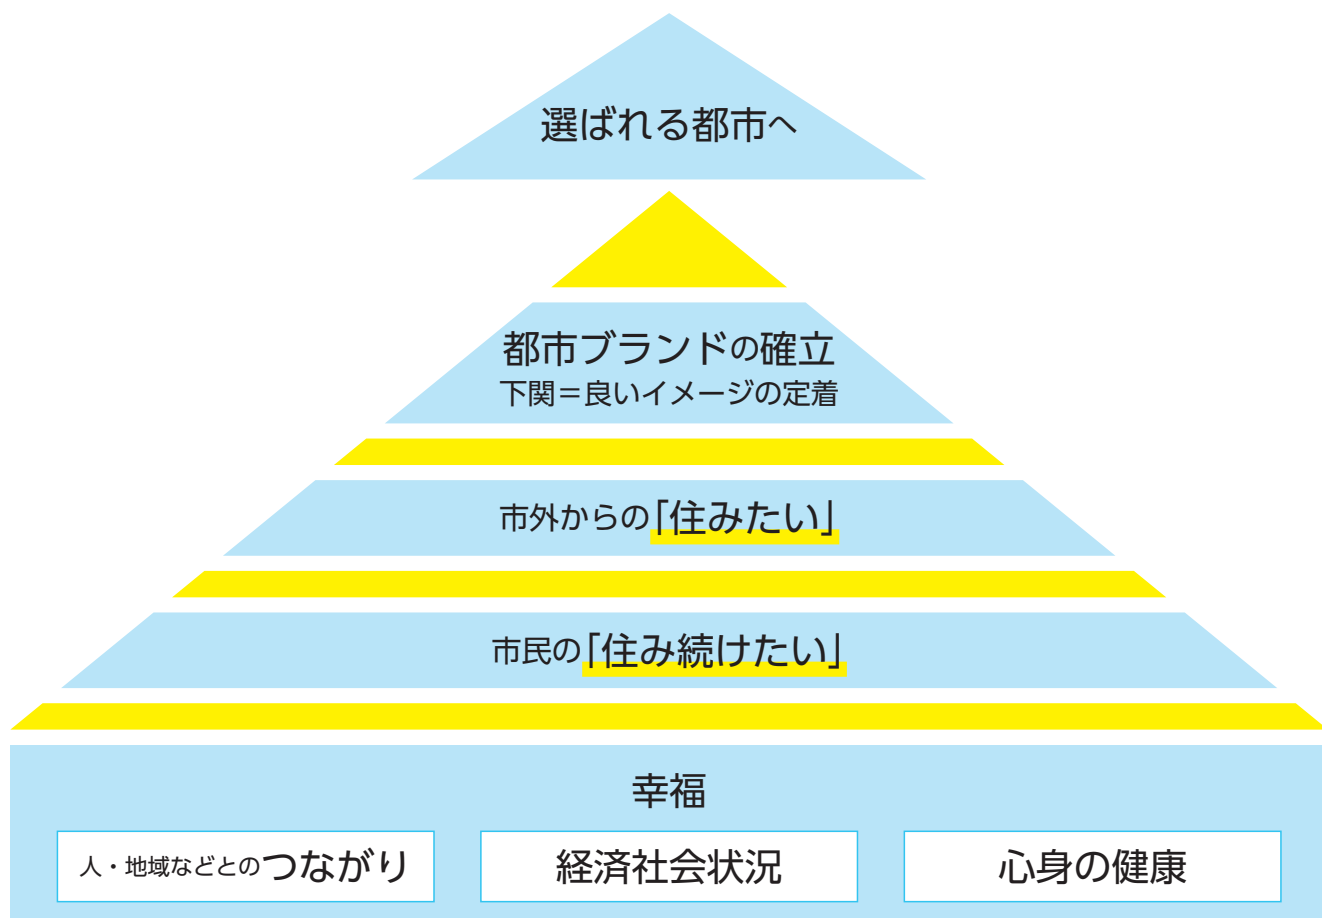 選ばれる都市へ
都市ブランドの確立
下関＝良いイメージの定着
市外からの「住みたい」
市民の「住み続けたい」
幸福
人・地域などとのつながり
経済社会状況
心身の健康